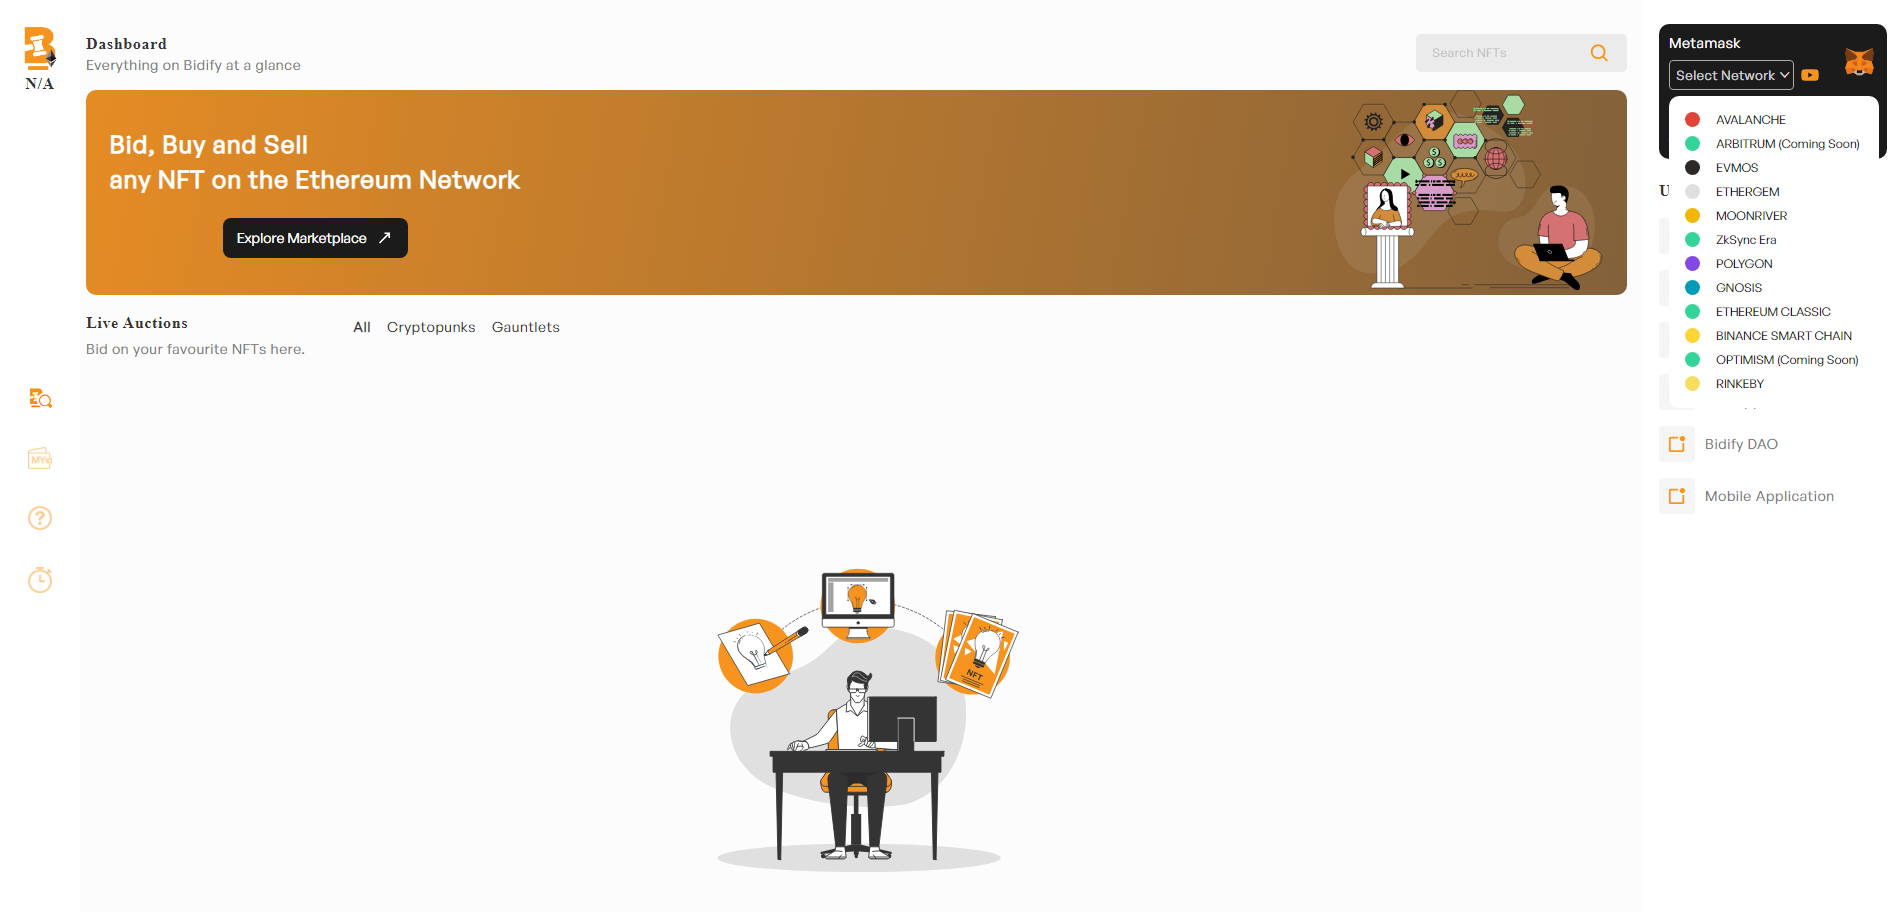 N/A
Dashboard
Everything on Bidify at a glance
Search NFTs
Bid, Buy and Sell
any NFT on the Ethereum Network
Explore Marketplace
Live Auctions
Bid on your favourite NFTs here.
All Cryptopunks Gauntlets
NFT
Metamask
Select Network
AVALANCHE
ARBITRUM (Coming Soon)
EVMOS
ETHERGEM
MOONRIVER
ZkSync Era
POLYGON
GNOSIS
ETHEREUM CLASSIC
BINANCE SMART CHAIN
OPTIMISM (Coming Soon)
RINKEBY
Bidify DAO
Mobile Application